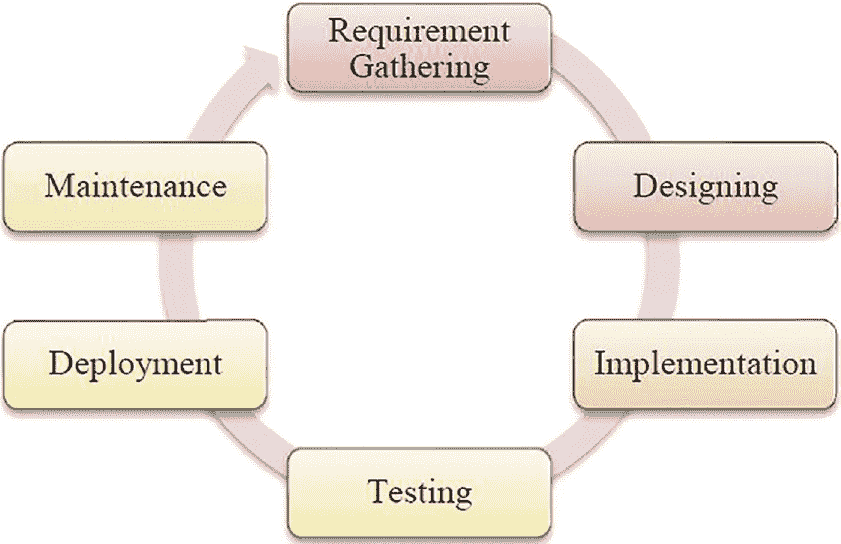 Requirement
Gathering
Designing
Implementation
Testing
Deployment
Maintenance